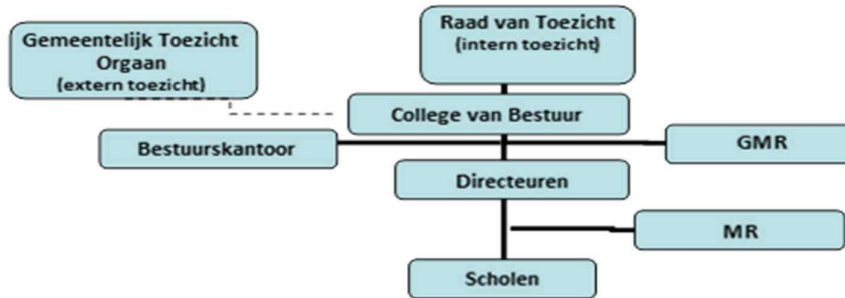 Raad van Toezicht
(intern toezicht)
Gemeentelijk Toezicht
Orgaan
(extern toezicht)
College van Bestuur
Bestuurskantoor
GMR
Directeuren
MR
Scholen